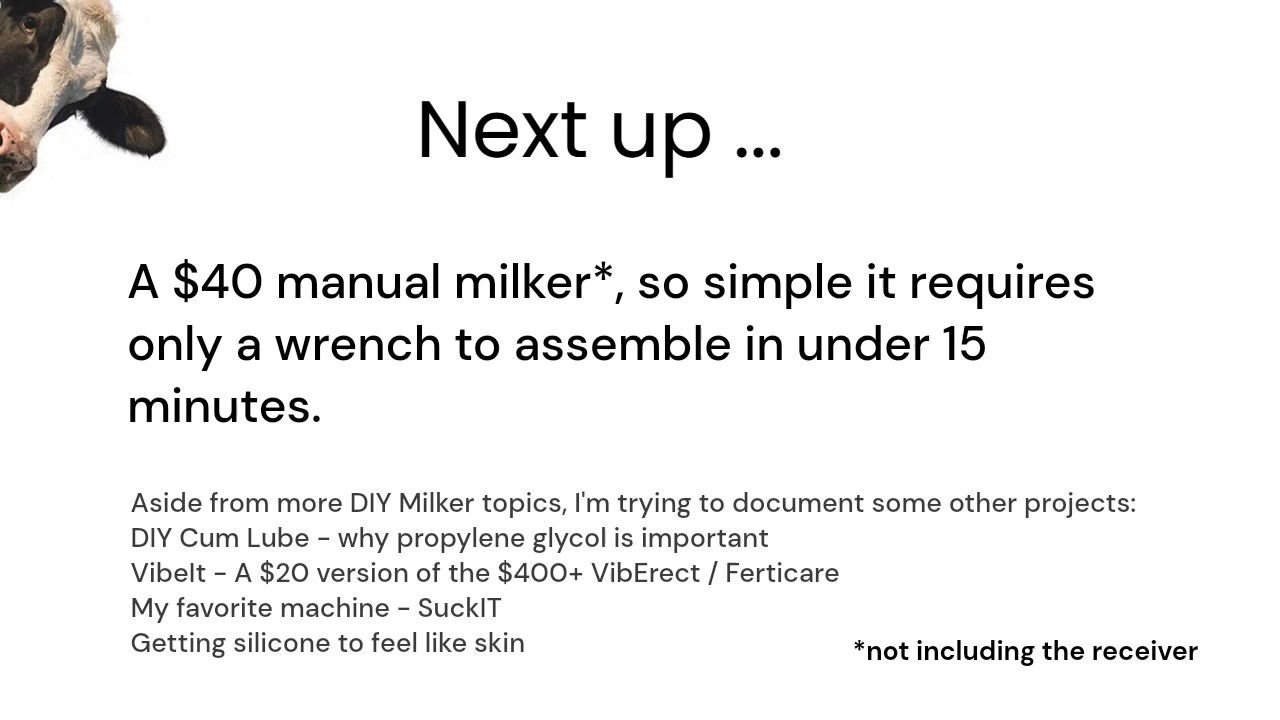 Next up ...
A $40 manual milker*, so simple it requires
only a wrench to assemble in under 15
minutes.
Aside from more DIY Milker topics, I'm trying to document some other projects:
DIY Cum Lube - why propylene glycol is important
VibeIt - A $20 version of the $400+ VibErect / Ferticare
My favorite machine - SuckIT
Getting silicone to feel like skin
*not including the receiver